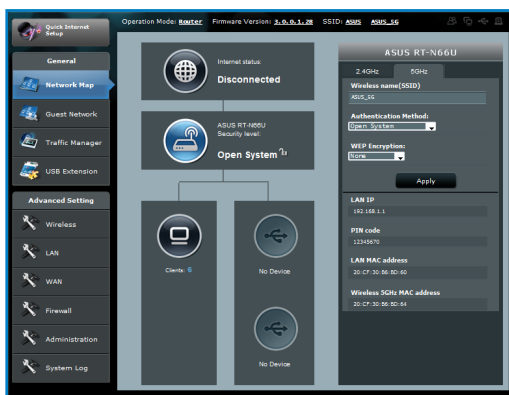 Quick Internet
Setup
Operation Mode: Router Firmware Version: 3.0.0.1.28 SSID: ASUS ASUS_5G
General
Network Map
Guest Network
Traffic Manager
USB Extension
Advanced Setting
Wireless
LAN
WAN
Firewall
Administration
System Log
Internet status:
Disconnected
ASUS RT-N66U
Security level:
Open System
Clients: 6
No Device
No Device
ASUS RT-N66U
2.4GHz 5GHz
Wireless name(SSID)
ASUS_5G
Authentication Method:
Open System
WEP Encryption:
None
Apply
LAN IP
192.168.1.1
PIN code
12345670
LAN MAC address
20:CF:30:B6:BD:60
Wireless 5GHz MAC address
20:CF:30:B6:BD:64